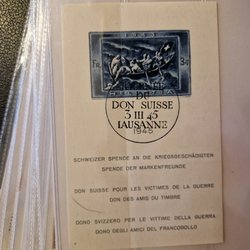 Fr. 3
DON SUISSE
3 III 45
LAUSANNE
1945
SCHWEIZER SPENDE AN DIE KRIEGSGESCHÄDIGTEN
SPENDE DER MARKENFREUNDE
DON SUISSE POUR LES VICTIMES DE LA GUERRE
DON DES AMIS DU TIMBRE
DONO SVIZZERO PER LE VITTIME DELLA GUERRA
DONO DEGLI AMICI DEL FRANCOBOLLO